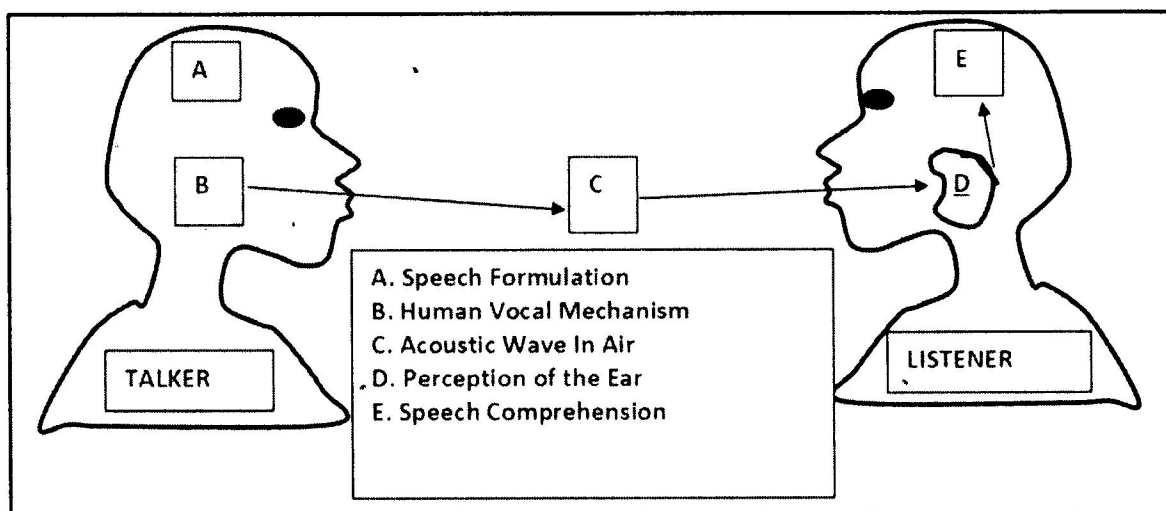 A
E
B
C
D
A. Speech Formulation
B. Human Vocal Mechanism
C. Acoustic Wave In Air
D. Perception of the Ear
E. Speech Comprehension
TALKER
LISTENER